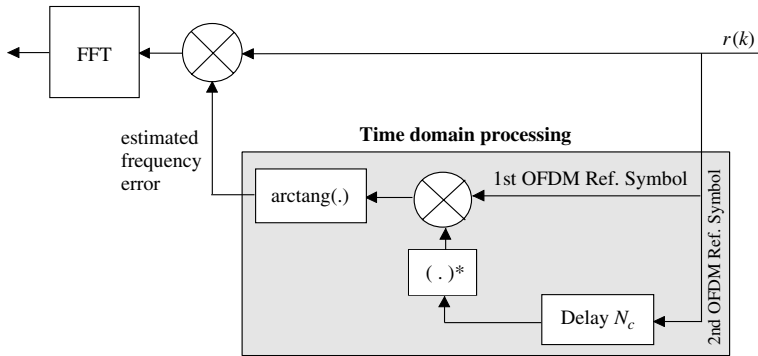 r(k)
FFT
estimated
frequency
error
Time domain processing
arctang(.)
1st OFDM Ref. Symbol
( . )*
Delay N_c
2nd OFDM Ref. Symbol